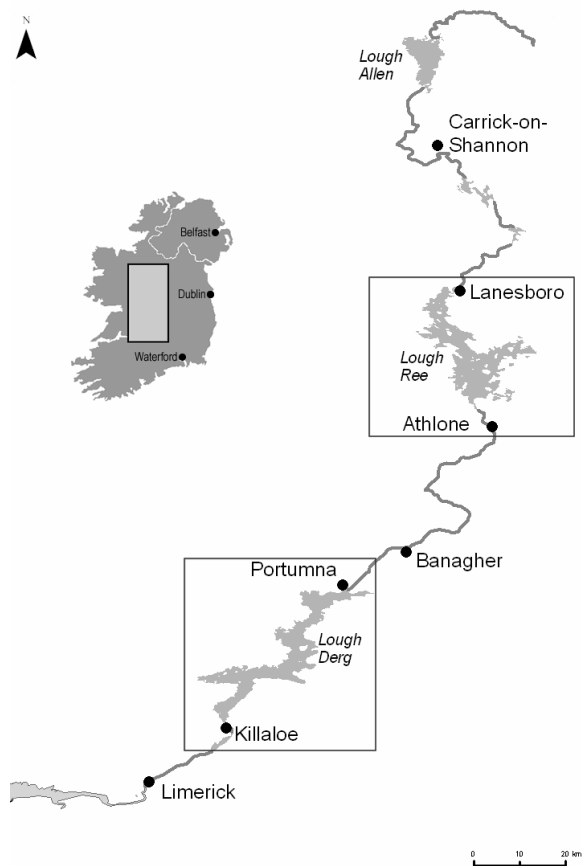 N
Lough
Allen
Carrick-on-
Shannon
Belfast
Dublin
Waterford
Lanesboro
Lough
Ree
Athlone
Banagher
Portumna
Lough
Derg
Killaloe
Limerick
0 10 20 km